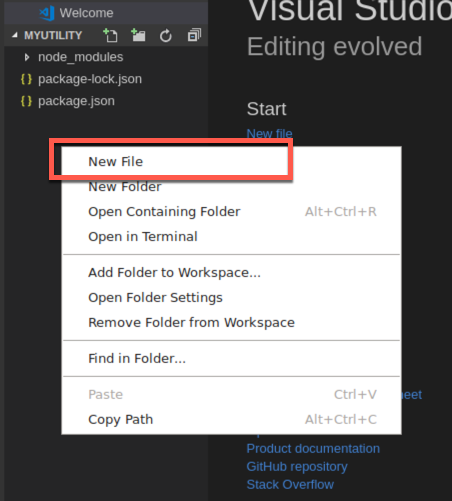 Welcome
Visual Studio
MYUTILITY
Editing evolved
node_modules
package-lock.json
package.json
Start
New file
New File
New Folder
Open Containing Folder Alt+Ctrl+R
Open in Terminal
Add Folder to Workspace...
Open Folder Settings
Remove Folder from Workspace
Find in Folder...
Paste Ctrl+V
Copy Path Alt+Ctrl+C
Product documentation
GitHub repository
Stack Overflow